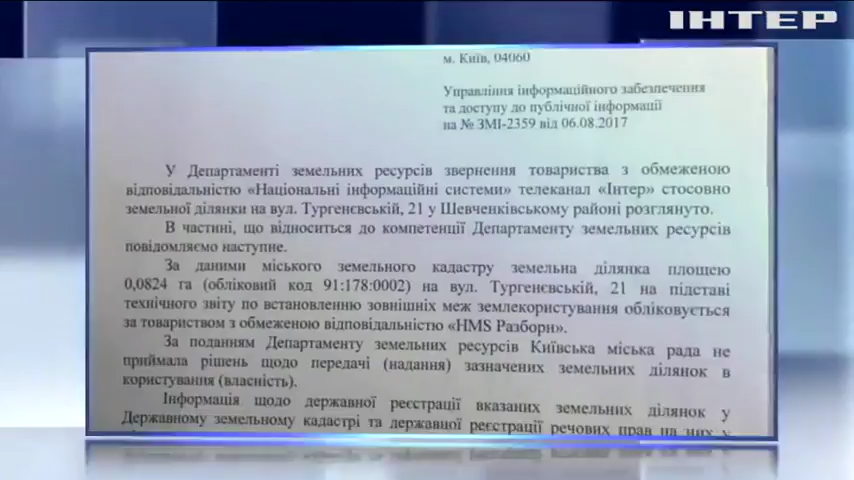 ІНТЕР
м. Київ, 04060
Управління інформаційного забезпечення
та доступу до публічної інформації
на № ЗМІ-2359 від 06.08.2017
У Департаменті земельних ресурсів звернення товариства з обмеженою
відповідальністю «Національні інформаційні системи» телеканал «Інтер» стосовно
земельної ділянки на вул. Тургенєвській, 21 у Шевченківському районі розглянуто.
В частині, що відноситься до компетенції Департаменту земельних ресурсів
повідомляємо наступне.
За даними міського земельного кадастру земельна ділянка площею
0,0824 га (обліковий код 91:178:0002) на вул. Тургенєвській, 21 на підставі
технічного звіту по встановленню зовнішніх меж землекористування обліковується
за товариством з обмеженою відповідальністю «HMS Разборн».
За поданням Департаменту земельних ресурсів Київська міська рада не
приймала рішень щодо передачі (надання) зазначених земельних ділянок в
користування (власність).
Інформація щодо державної реєстрації вказаних земельних ділянок у
Державному земельному кадастрі та державної реєстрації речових прав на них у